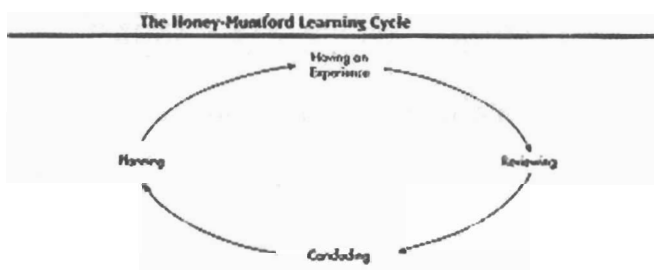 The Honey-Mumford Learning Cycle
Having an
Experience
Planning
Reviewing
Concluding